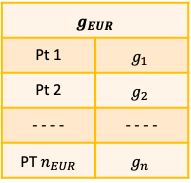 g_EUR
Pt 1 g_1
Pt 2 g_2
---- ----
PT n_EUR g_n